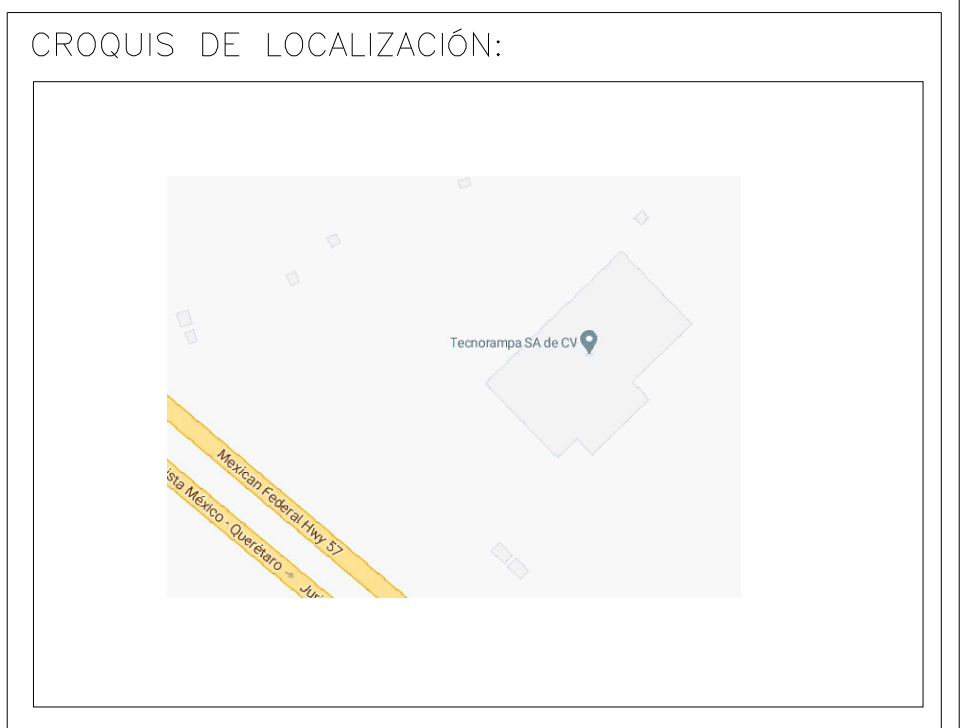 CROQUIS DE LOCALIZACIÓN:
Tecnorampa SA de CV
Mexican Federal Hwy 57
ista México - Querétaro